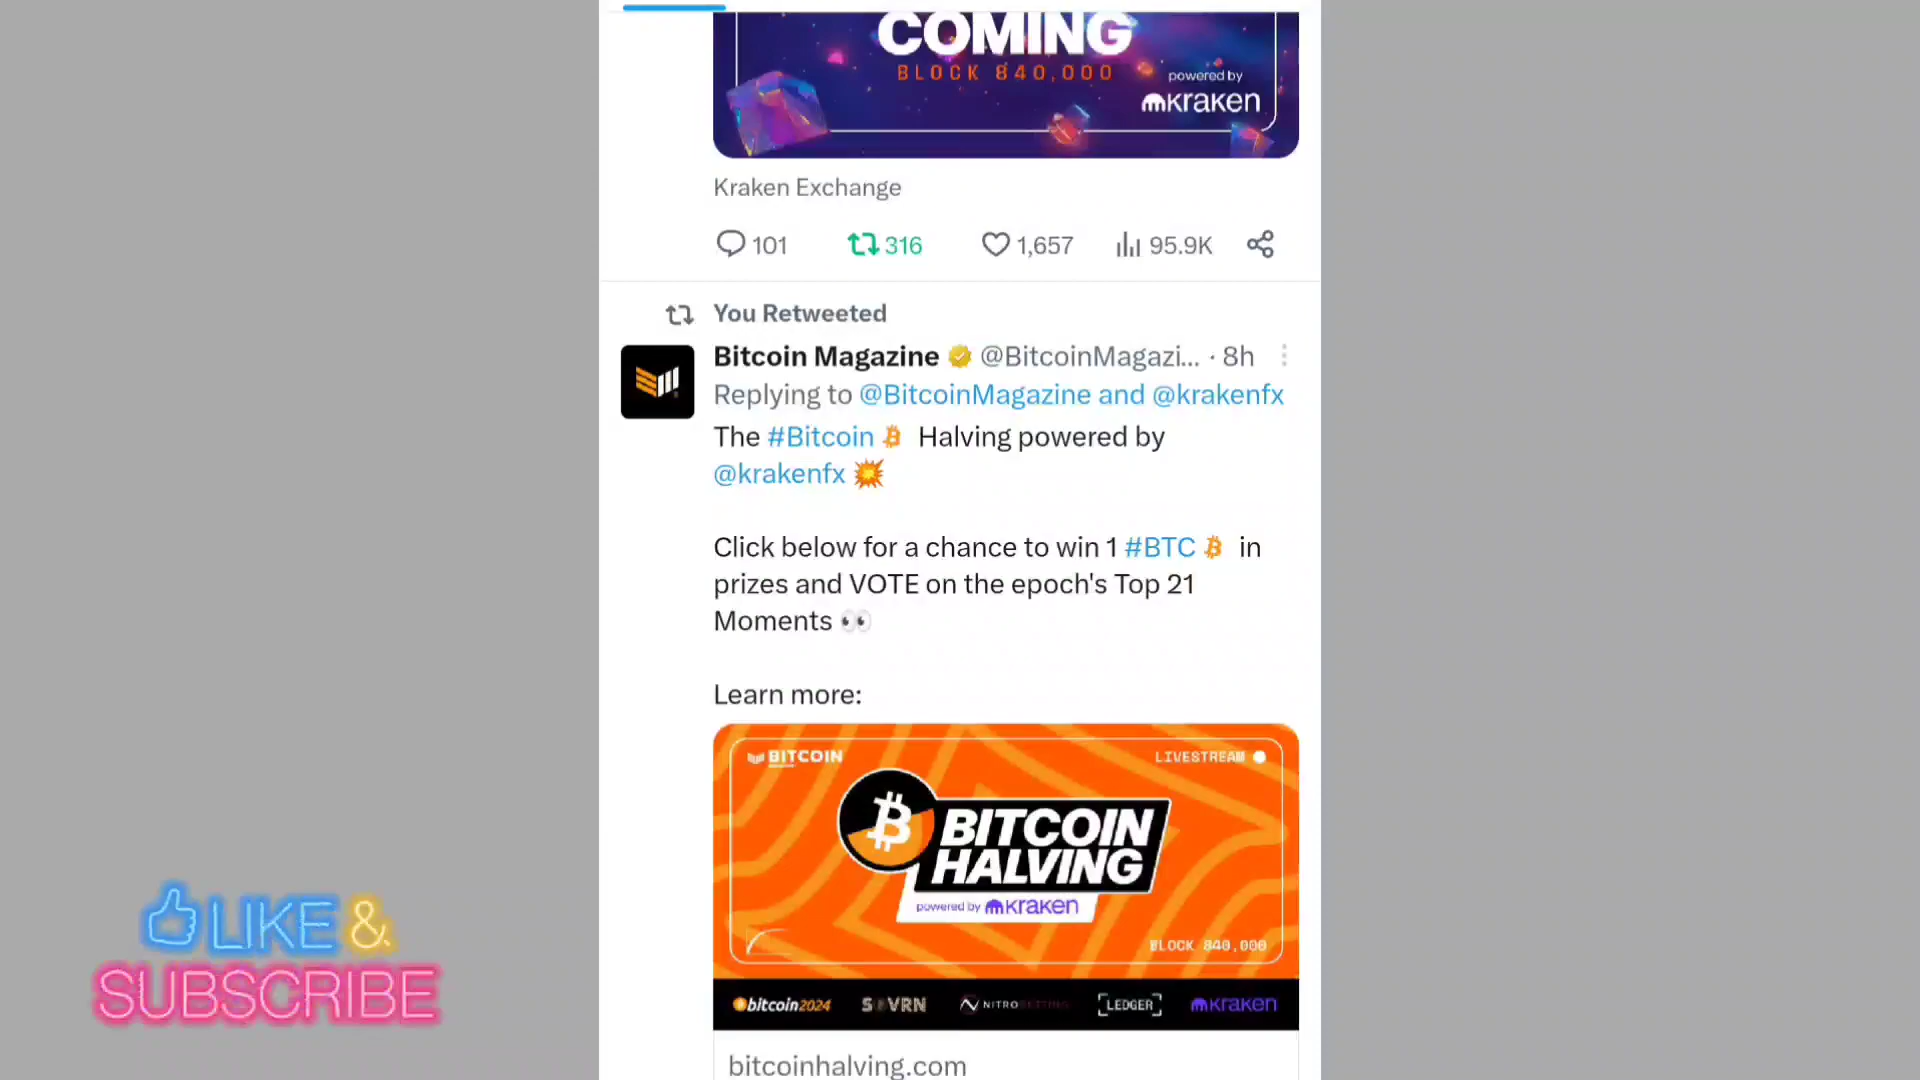 COMING
BLOCK 840,000
powered by
kraken
Kraken Exchange
101 316 1,657 95.9K
You Retweeted
Bitcoin Magazine @BitcoinMagazi... · 8h
Replying to @BitcoinMagazine and @krakenfx
The #Bitcoin Halving powered by
@krakenfx
Click below for a chance to win 1 #BTC in
prizes and VOTE on the epoch's Top 21
Moments
Learn more:
BITCOIN LIVESTREAM
BITCOIN
HALVING
powered by kraken
BLOCK 840,000
bitcoin2024 SOVRN NITROBETTING LEDGER kraken
bitcoinhalving.com
LIKE &
SUBSCRIBE